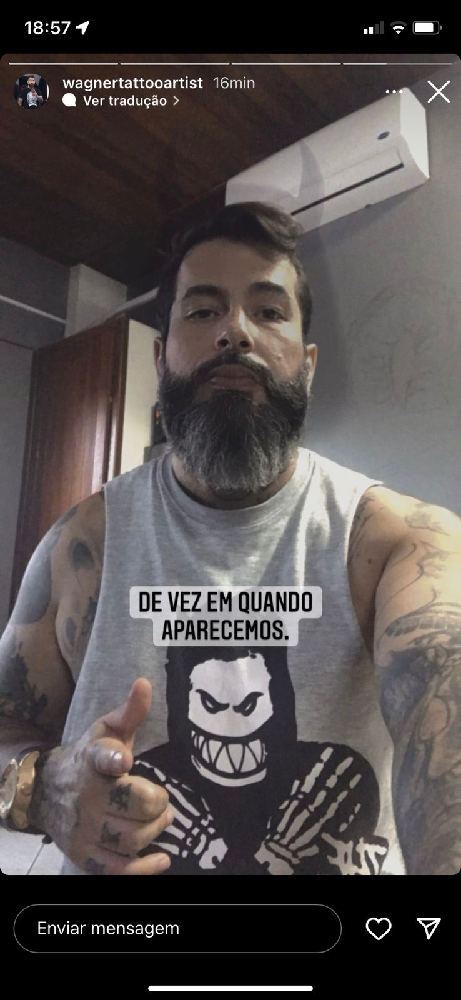 18:57
wagnertattooartist 16min
Ver tradução
DE VEZ EM QUANDO
APARECEMOS.
Enviar mensagem